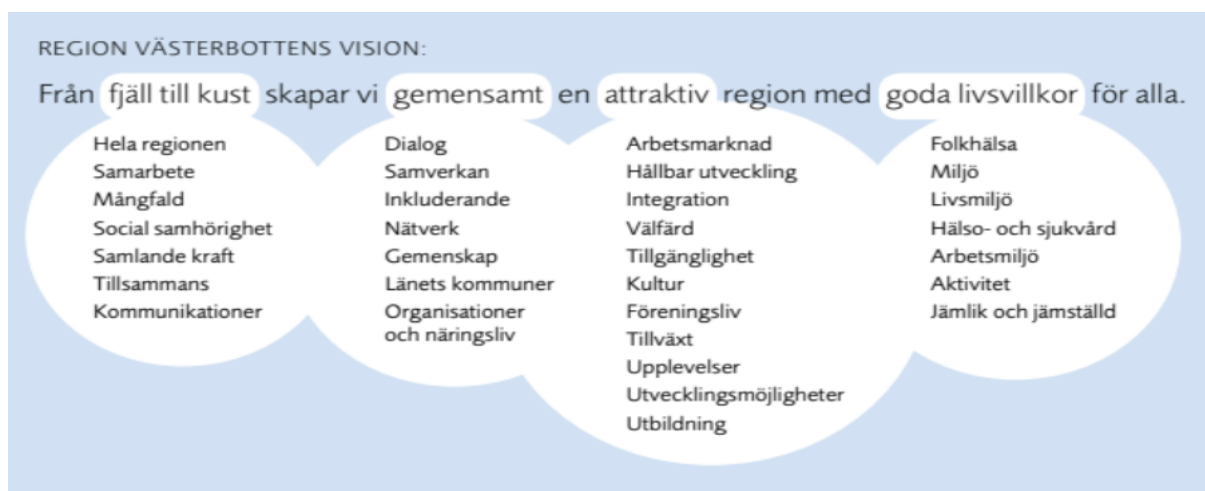 REGION VÄSTERBOTTENS VISION:
Från fjäll till kust skapar vi gemensamt en attraktiv region med goda livsvillkor för alla.
Hela regionen
Samarbete
Mångfald
Social samhörighet
Samlande kraft
Tillsammans
Kommunikationer
Dialog
Samverkan
Inkluderande
Nätverk
Gemenskap
Länets kommuner
Organisationer
och näringsliv
Arbetsmarknad
Hållbar utveckling
Integration
Välfärd
Tillgänglighet
Kultur
Föreningsliv
Tillväxt
Upplevelser
Utvecklingsmöjligheter
Utbildning
Folkhälsa
Miljö
Livsmiljö
Hälso- och sjukvård
Arbetsmiljö
Aktivitet
Jämlik och jämställd